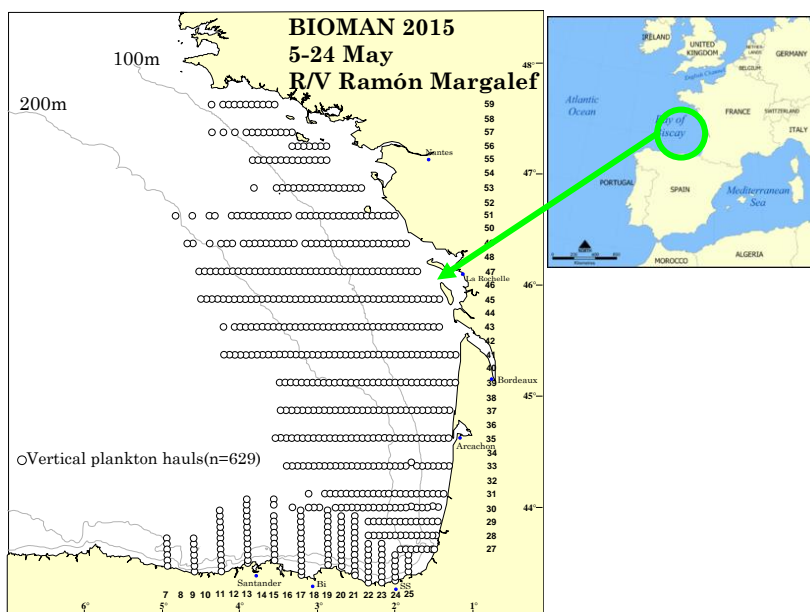 BIOMAN 2015
5-24 May
R/V Ramón Margalef
100m
200m
48°
47°
46°
45°
44°
59
58
57
56
55
54
53
52
51
50
47
46
45
44
43
42
41
40
39
38
37
36
35
34
33
32
31
30
29
28
27
Nantes
La Rochelle
Bordeaux
Arcachon
Vertical plankton hauls(n=629)
Santander
Bi
SS
7 8 9 10 11 12 13 14 15 16 17 18 19 20 21 22 23 24 25
6° 5° 4° 3° 2° 1°
IRELAND
UNITED KINGDOM
NETHERLANDS
GERMANY
BELGIUM
English Channel
Atlantic Ocean
FRANCE
SWITZERLAND
Bay of Biscay
ITALY
PORTUGAL
SPAIN
Mediterranean Sea
MOROCCO
ALGERIA
Kilometres